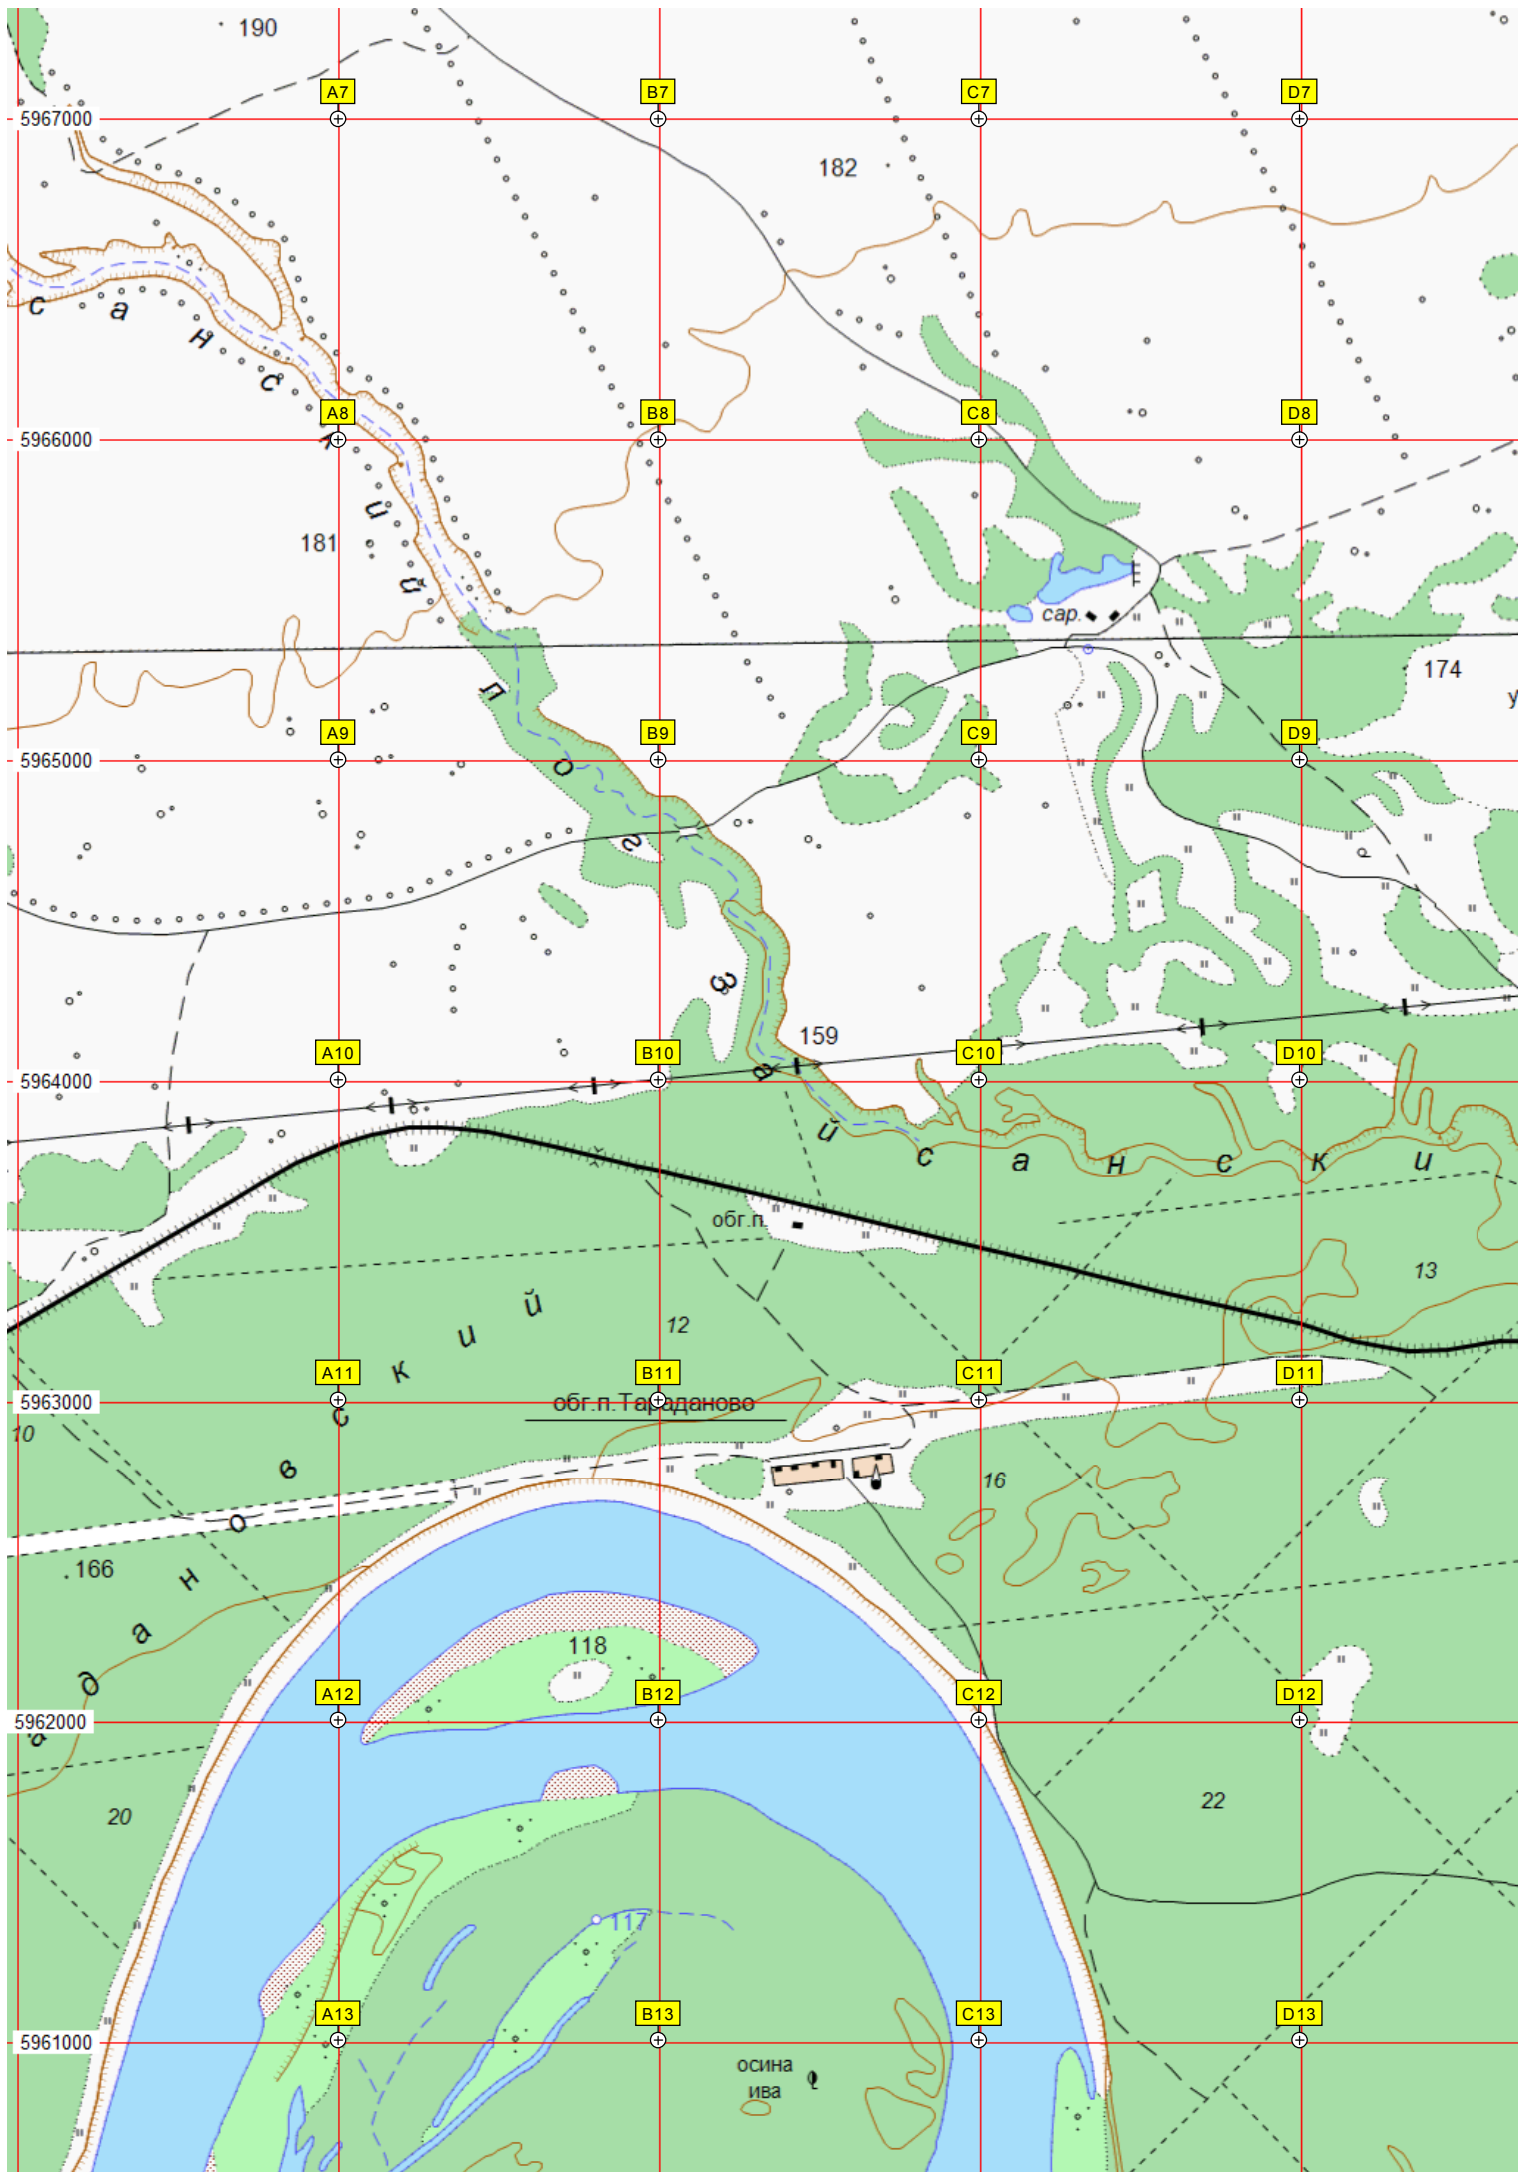 190
A7 B7 C7 D7
5967000
182
с а н с к и й
A8 B8 C8 D8
5966000
181
й
сар.
174
у
л о г
A9 B9 C9 D9
5965000
З а й с а н с к и
159
A10 B10 C10 D10
5964000
обг.п.
13
12
A11 B11 C11 D11
5963000
обг.п.Тараданово
10
16
а д а н о в с к и й
166
118
A12 B12 C12 D12
5962000
20
22
117
A13 B13 C13 D13
5961000
осина
ива